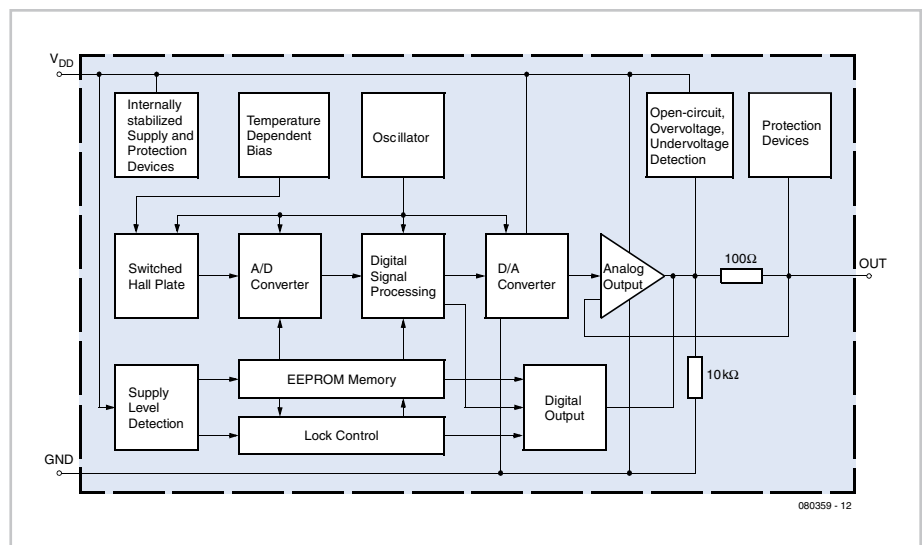 VDD
Internally
stabilized
Supply and
Protection
Devices
Temperature
Dependent
Bias
Oscillator
Open-circuit,
Overvoltage,
Undervoltage
Detection
Protection
Devices
Switched
Hall Plate
A/D
Converter
Digital
Signal
Processing
D/A
Converter
Analog
Output
100Ω
OUT
Supply
Level
Detection
EEPROM Memory
Lock Control
Digital
Output
10kΩ
GND
080359 - 12